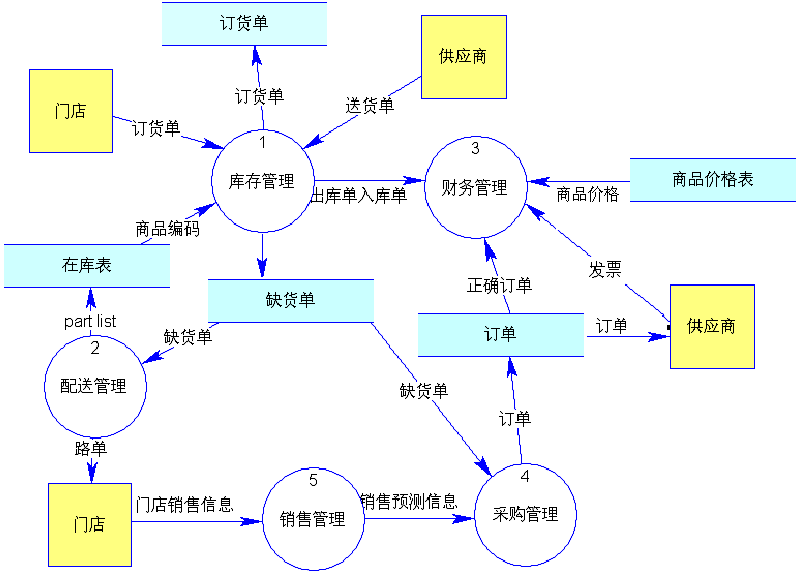 订货单
供应商
门店
订货单
订货单
送货单
1
库存管理
3
财务管理
出库单入库单
商品价格
商品价格表
商品编码
在库表
缺货单
正确订单
发票
part list
缺货单
订单
订单
供应商
2
配送管理
缺货单
订单
路单
门店
门店销售信息
5
销售管理
销售预测信息
4
采购管理